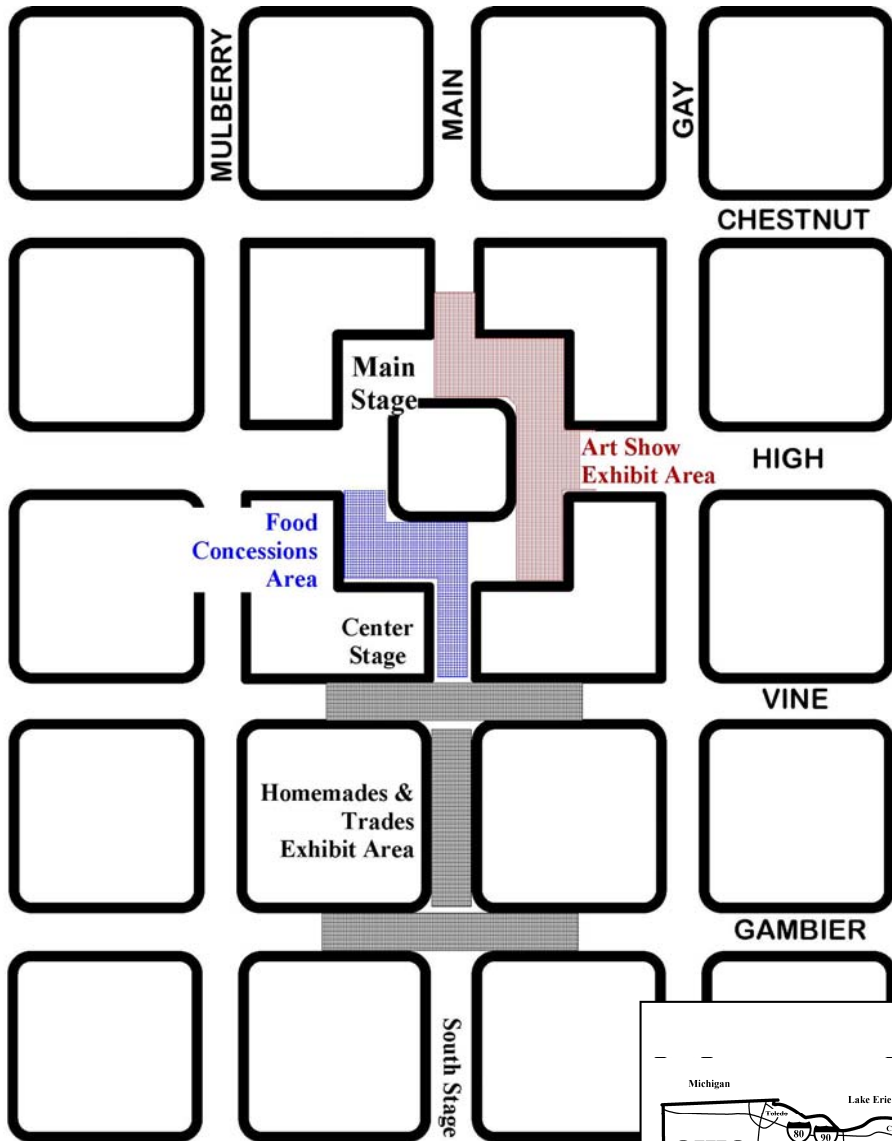 MULBERRY
MAIN
GAY
CHESTNUT
Main
Stage
Art Show
Exhibit Area
HIGH
Food
Concessions
Area
Center
Stage
VINE
Homemades &
Trades
Exhibit Area
GAMBIER
South Stage
Michigan
Lake Erie
Toledo
80
90